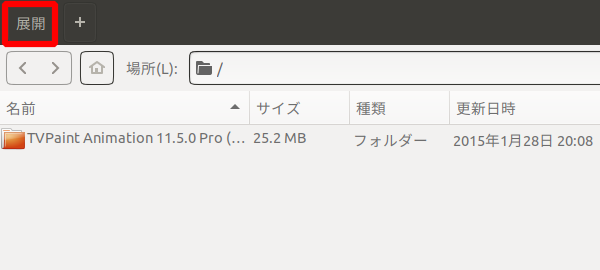 展開 +
場所(L): /
名前 サイズ 種類 更新日時
TVPaint Animation 11.5.0 Pro (... 25.2 MB フォルダー 2015年1月28日 20:08